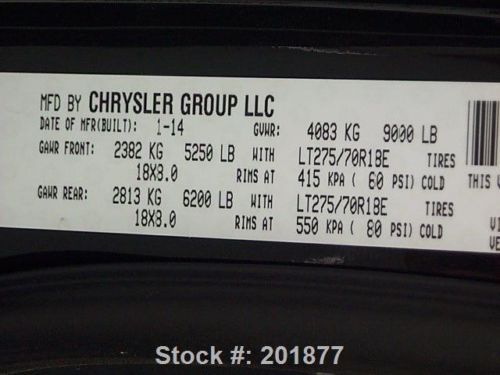 MFD BY CHRYSLER GROUP LLC
DATE OF MFR(BUILT): 1-14 GVWR: 4083 KG 9000 LB
GAWR FRONT: 2382 KG 5250 LB WITH LT275/70R18E TIRES
18X8.0 RIMS AT 415 KPA ( 60 PSI) COLD THIS
GAWR REAR: 2813 KG 6200 LB WITH LT275/70R18E TIRES
18X8.0 RIMS AT 550 KPA ( 80 PSI) COLD
Stock #: 201877